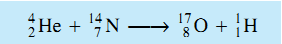 ⁴₂He + ¹⁴₇N ⟶ ¹⁷₈O + ¹₁H